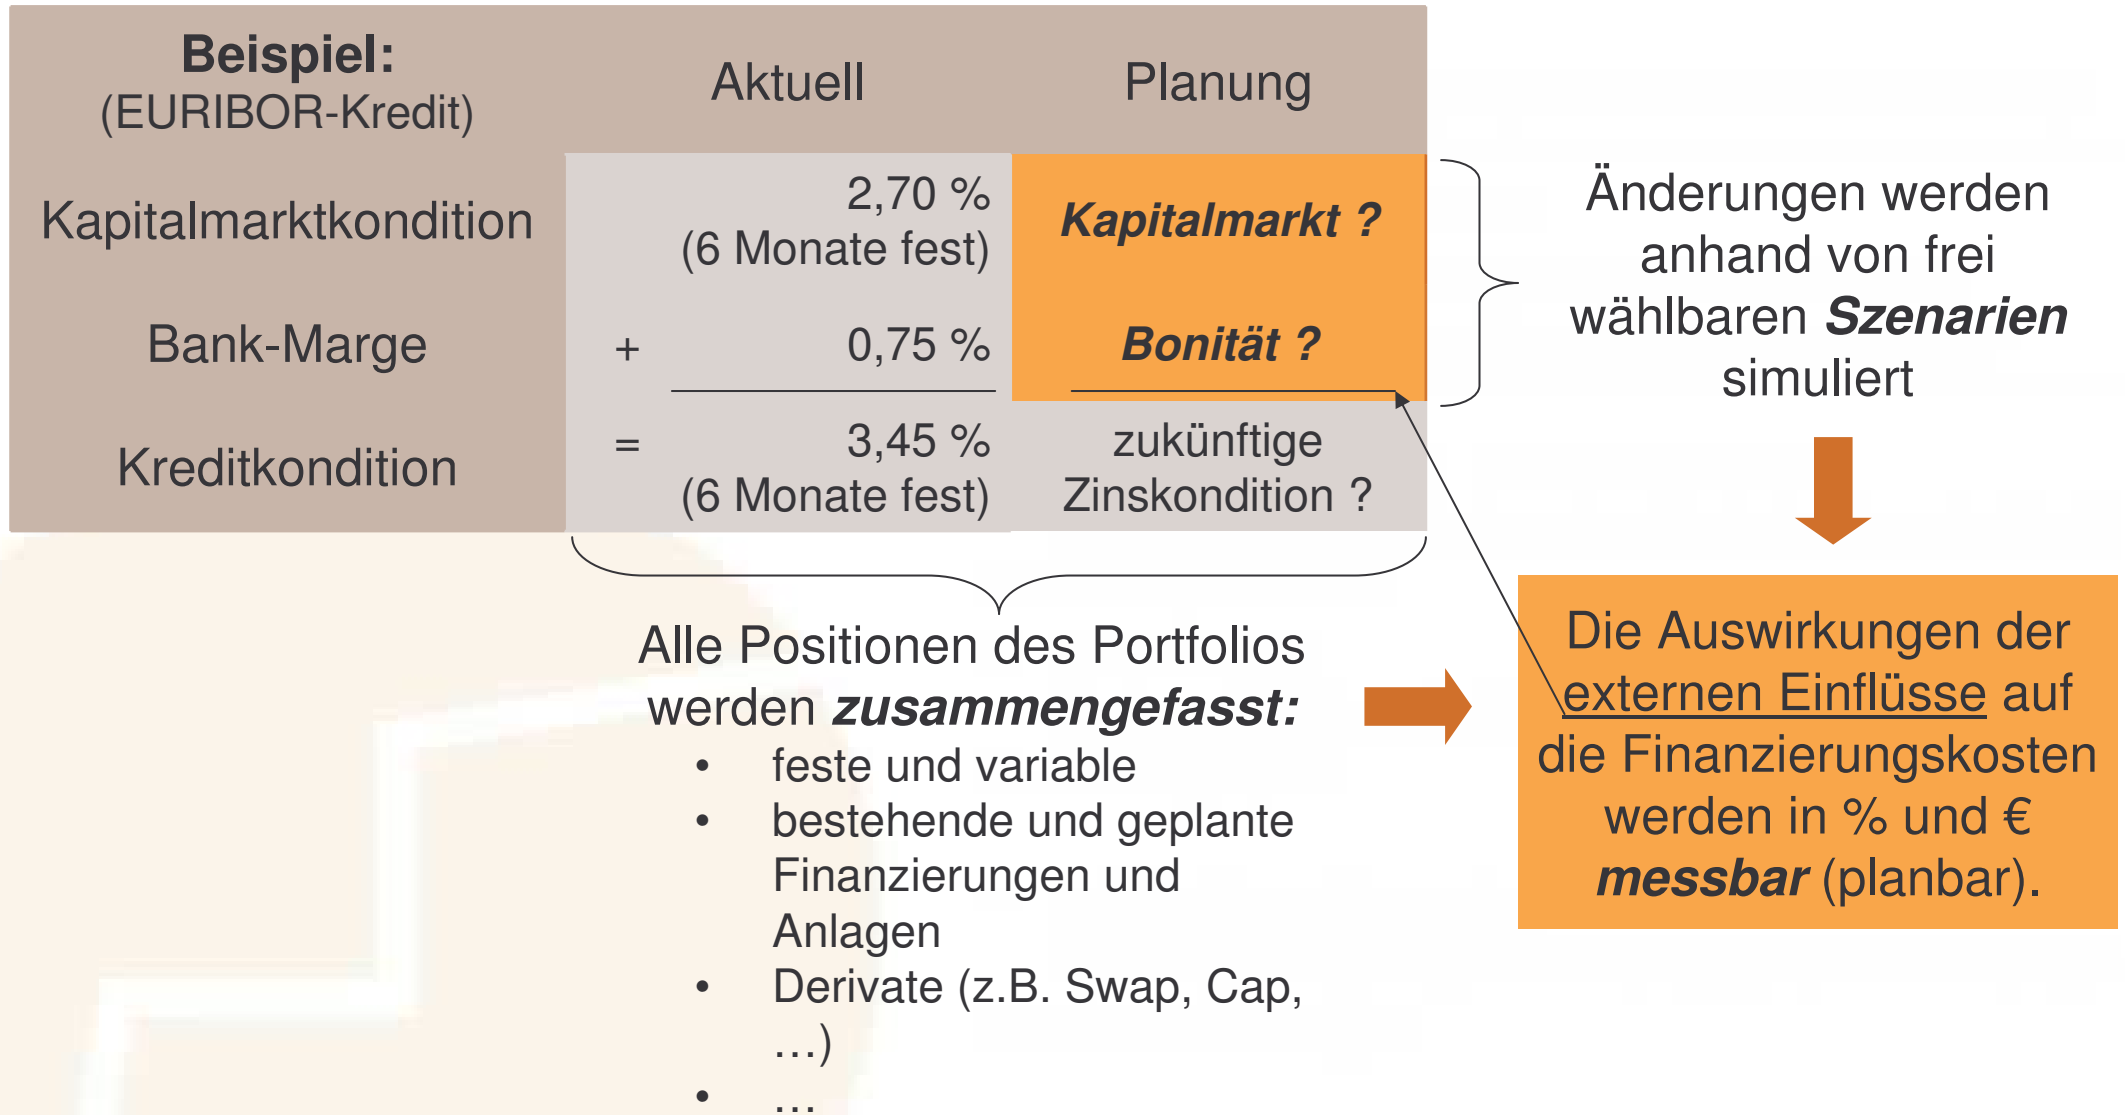 Beispiel:
(EURIBOR-Kredit)
Aktuell
Planung
Kapitalmarktkondition
2,70 %
(6 Monate fest)
Kapitalmarkt ?
Bank-Marge
+ 0,75 %
Bonität ?
Kreditkondition
= 3,45 %
(6 Monate fest)
zukünftige
Zinskondition ?
Änderungen werden
anhand von frei
wählbaren Szenarien
simuliert
Alle Positionen des Portfolios
werden zusammengefasst:
• feste und variable
• bestehende und geplante
Finanzierungen und
Anlagen
• Derivate (z.B. Swap, Cap,
…)
• …
Die Auswirkungen der
externen Einflüsse auf
die Finanzierungskosten
werden in % und €
messbar (planbar).